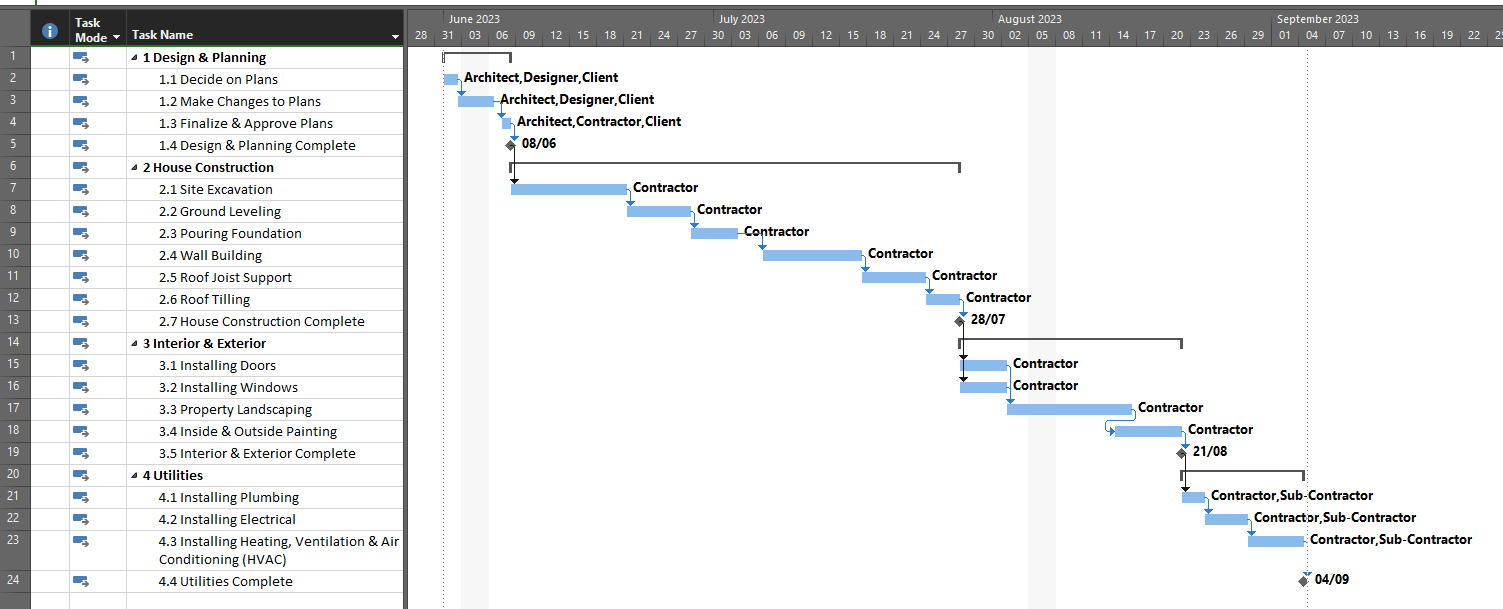 Task
Mode
Task Name
June 2023 July 2023 August 2023 September 2023
28 31 03 06 09 12 15 18 21 24 27 30 03 06 09 12 15 18 21 24 27 30 02 05 08 11 14 17 20 23 26 29 01 04 07 10 13 16 19 22 25
1 1 Design & Planning
2 1.1 Decide on Plans Architect,Designer,Client
3 1.2 Make Changes to Plans Architect,Designer,Client
4 1.3 Finalize & Approve Plans Architect,Contractor,Client
5 1.4 Design & Planning Complete 08/06
6 2 House Construction
7 2.1 Site Excavation Contractor
8 2.2 Ground Leveling Contractor
9 2.3 Pouring Foundation Contractor
10 2.4 Wall Building Contractor
11 2.5 Roof Joist Support Contractor
12 2.6 Roof Tilling Contractor
13 2.7 House Construction Complete 28/07
14 3 Interior & Exterior
15 3.1 Installing Doors Contractor
16 3.2 Installing Windows Contractor
17 3.3 Property Landscaping Contractor
18 3.4 Inside & Outside Painting Contractor
19 3.5 Interior & Exterior Complete 21/08
20 4 Utilities
21 4.1 Installing Plumbing Contractor,Sub-Contractor
22 4.2 Installing Electrical Contractor,Sub-Contractor
23 4.3 Installing Heating, Ventilation & Air Contractor,Sub-Contractor
Conditioning (HVAC)
24 4.4 Utilities Complete 04/09